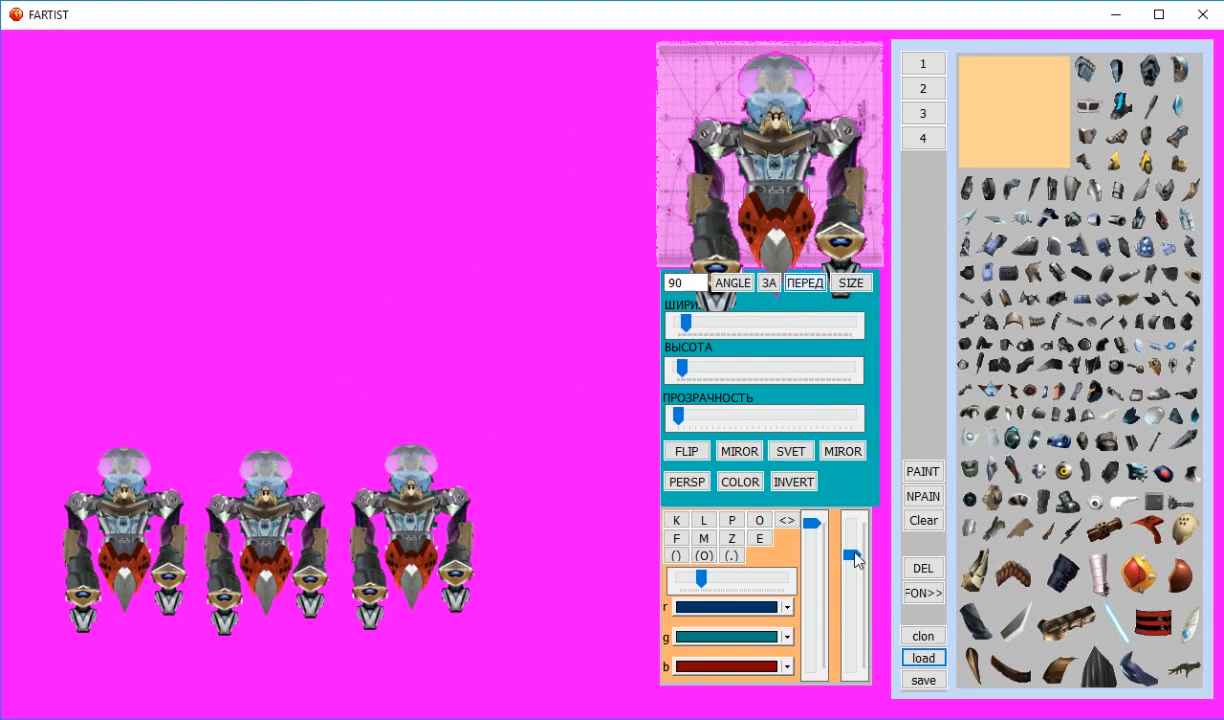 FARTIST
1
2
3
4
90 ANGLE ЗА ПЕРЕД SIZE
ВЫСОТА
ПРОЗРАЧНОСТЬ
FLIP MIROR SVET MIROR
PERSP COLOR INVERT
PAINT
NPAIN
Clear
K L P O <>
F M Z E
() (O) (.)
DEL
FON>>
r
g
b
clon
load
save